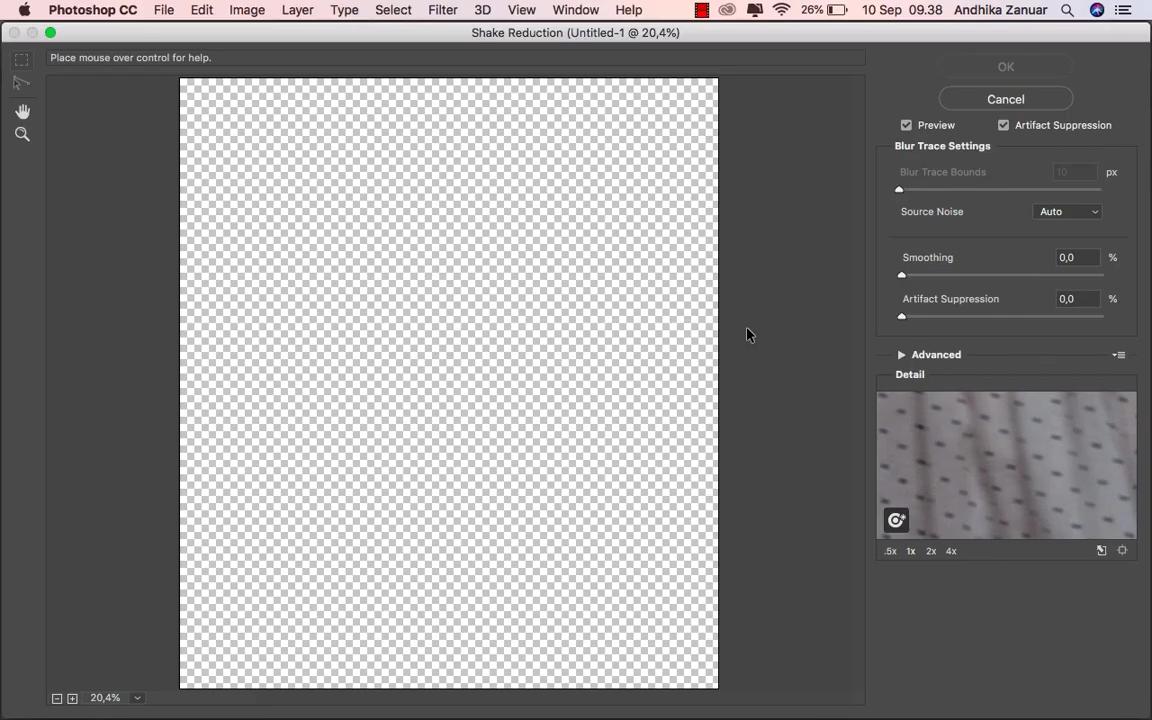 Photoshop CC File Edit Image Layer Type Select Filter 3D View Window Help 26% 10 Sep 09.38 Andhika Zanuar
Shake Reduction (Untitled-1 @ 20,4%)
Place mouse over control for help.
OK
Cancel
Preview Artifact Suppression
Blur Trace Settings
Blur Trace Bounds 10 px
Source Noise Auto
Smoothing 0,0 %
Artifact Suppression 0,0 %
Advanced
Detail
.5x 1x 2x 4x
20,4%